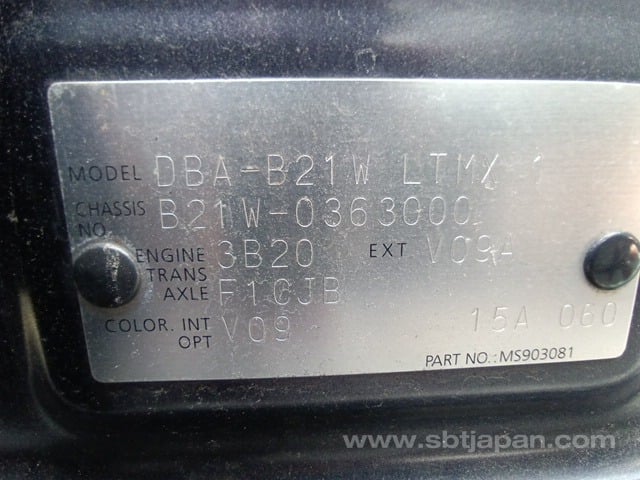 MODEL DBA-B21W LTMX 1
CHASSIS NO. B21W-0363000
ENGINE 3B20 EXT V09A
TRANS AXLE F1CJB
COLOR. INT V09 15A 060
OPT
PART NO.: MS903081
www.sbtjapan.com